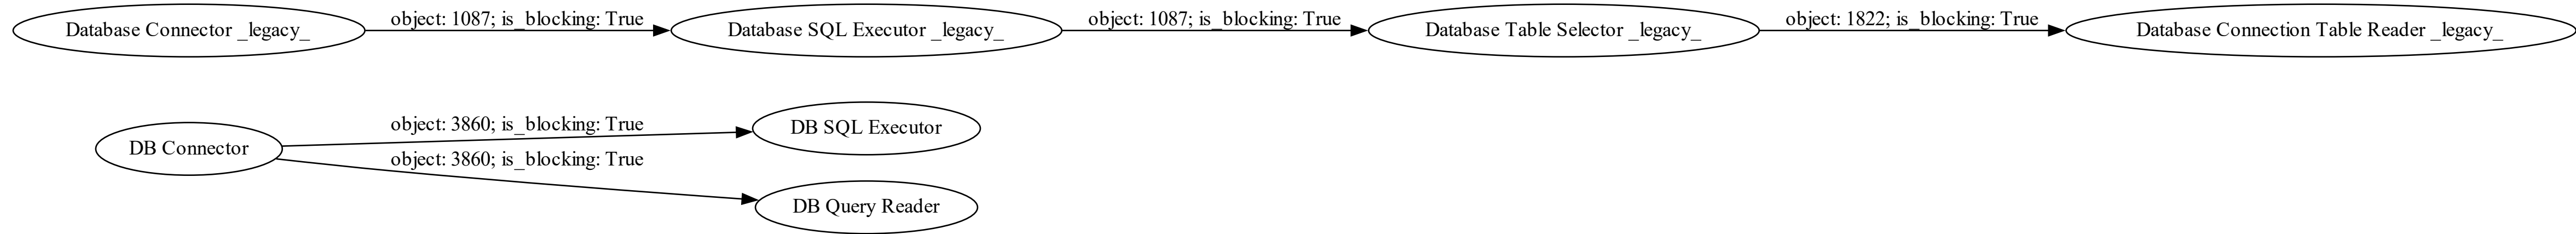 Database Connector _legacy_
object: 1087; is_blocking: True
Database SQL Executor _legacy_
object: 1087; is_blocking: True
Database Table Selector _legacy_
object: 1822; is_blocking: True
Database Connection Table Reader _legacy_
DB Connector
object: 3860; is_blocking: True
DB SQL Executor
object: 3860; is_blocking: True
DB Query Reader